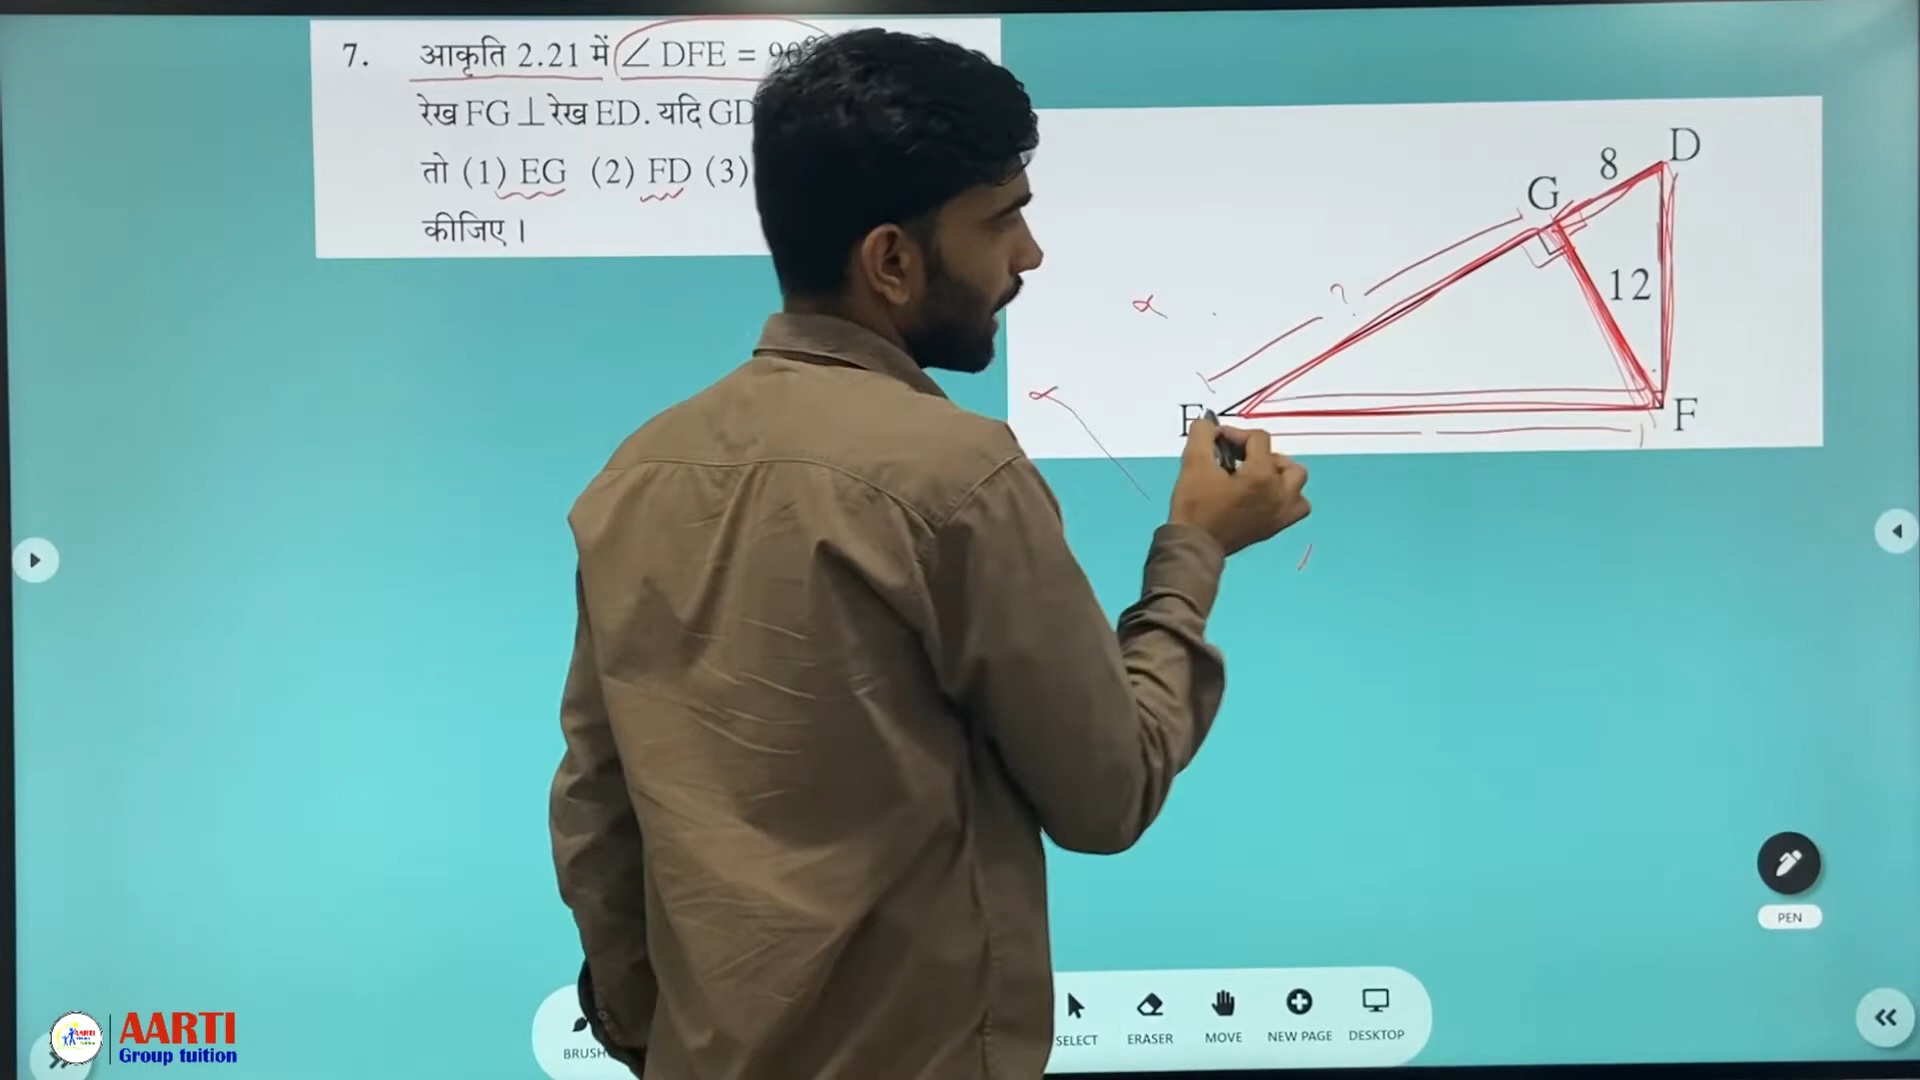 7. आकृति 2.21 में ∠ DFE = 90°
रेख FG ⊥ रेख ED. यदि GD
तो (1) EG (2) FD (3)
कीजिए।
D
8
G
12
?
α
α
F
PEN
BRUSH
SELECT
ERASER
MOVE
NEW PAGE
DESKTOP
AARTI
Group tuition